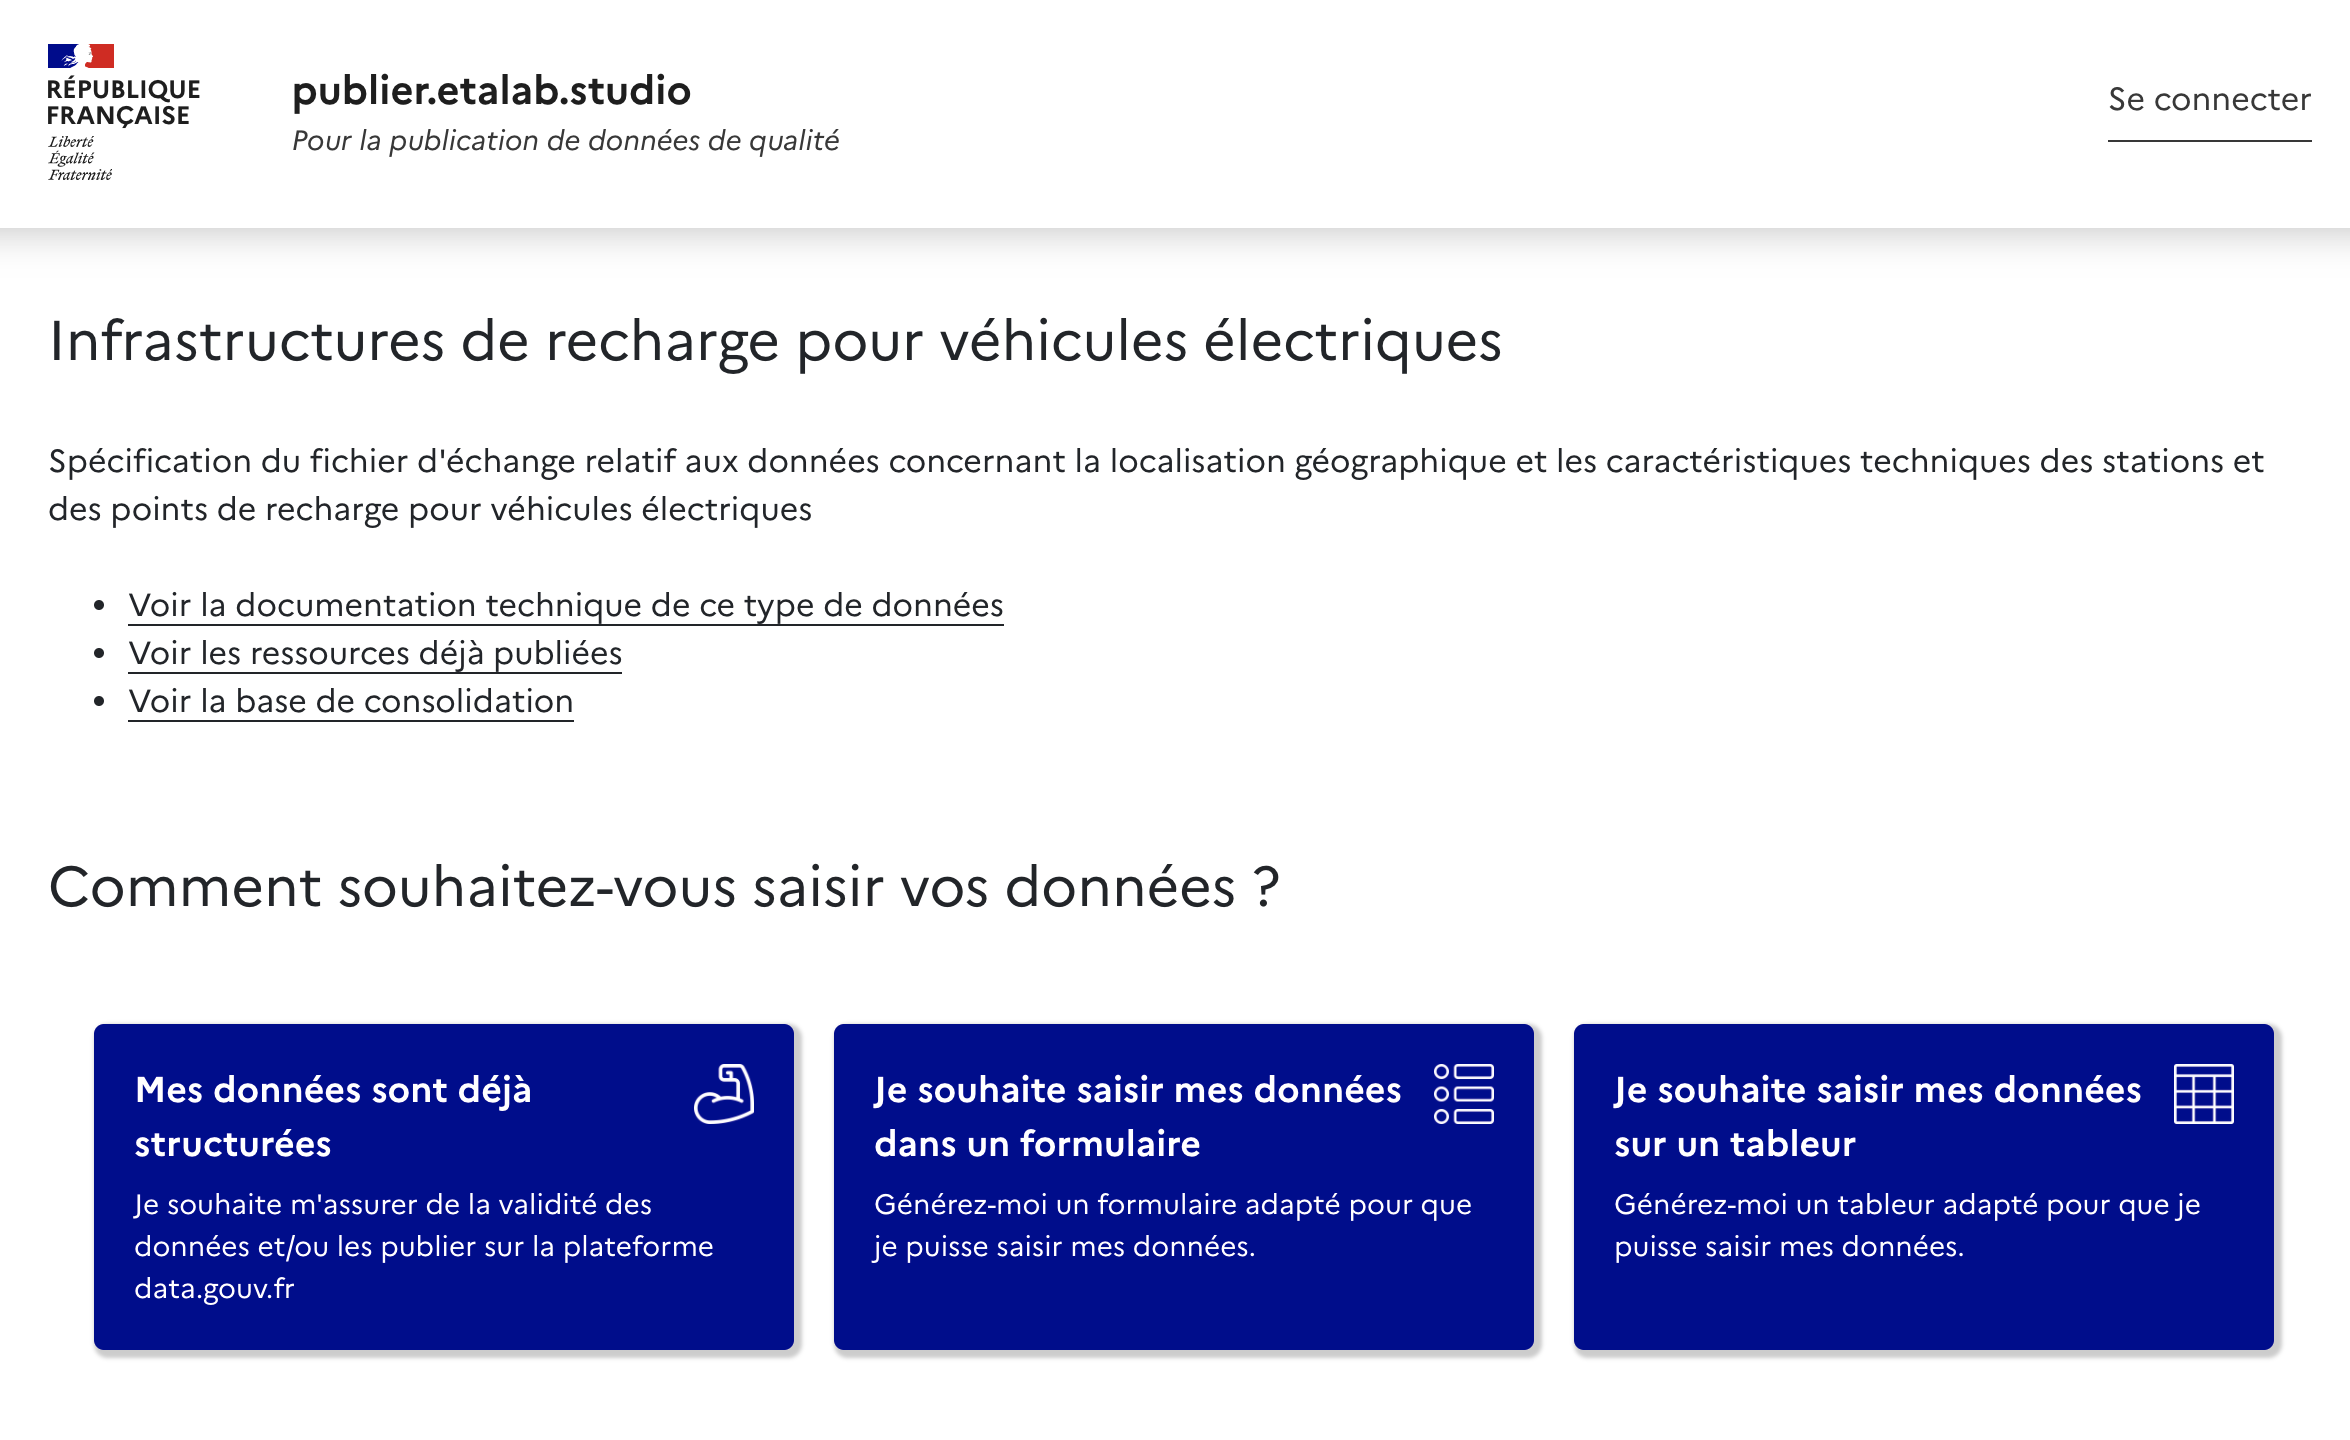 RÉPUBLIQUE
FRANÇAISE
Liberté
Égalité
Fraternité
publier.etalab.studio
Pour la publication de données de qualité
Se connecter
Infrastructures de recharge pour véhicules électriques
Spécification du fichier d'échange relatif aux données concernant la localisation géographique et les caractéristiques techniques des stations et
des points de recharge pour véhicules électriques
• Voir la documentation technique de ce type de données
• Voir les ressources déjà publiées
• Voir la base de consolidation
Comment souhaitez-vous saisir vos données ?
Mes données sont déjà
structurées
Je souhaite m'assurer de la validité des
données et/ou les publier sur la plateforme
data.gouv.fr
Je souhaite saisir mes données
dans un formulaire
Générez-moi un formulaire adapté pour que
je puisse saisir mes données.
Je souhaite saisir mes données
sur un tableur
Générez-moi un tableur adapté pour que je
puisse saisir mes données.